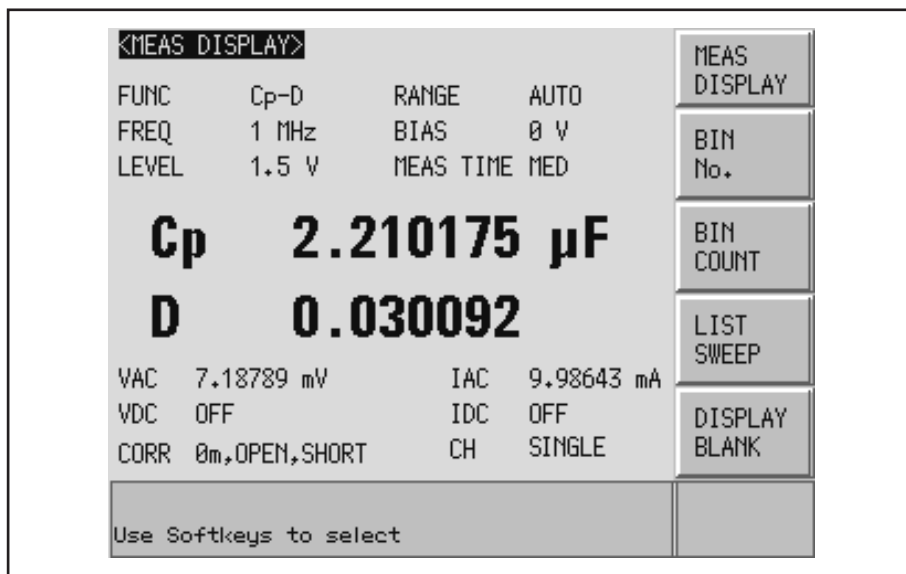 <MEAS DISPLAY>
FUNC Cp-D RANGE AUTO
FREQ 1 MHz BIAS 0 V
LEVEL 1.5 V MEAS TIME MED
Cp 2.210175 µF
D 0.030092
VAC 7.18789 mV IAC 9.98643 mA
VDC OFF IDC OFF
CORR 0m,OPEN,SHORT CH SINGLE
Use Softkeys to select
MEAS
DISPLAY
BIN
No.
BIN
COUNT
LIST
SWEEP
DISPLAY
BLANK